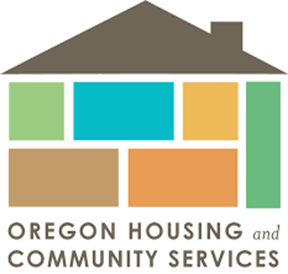 OREGON HOUSING and
COMMUNITY SERVICES